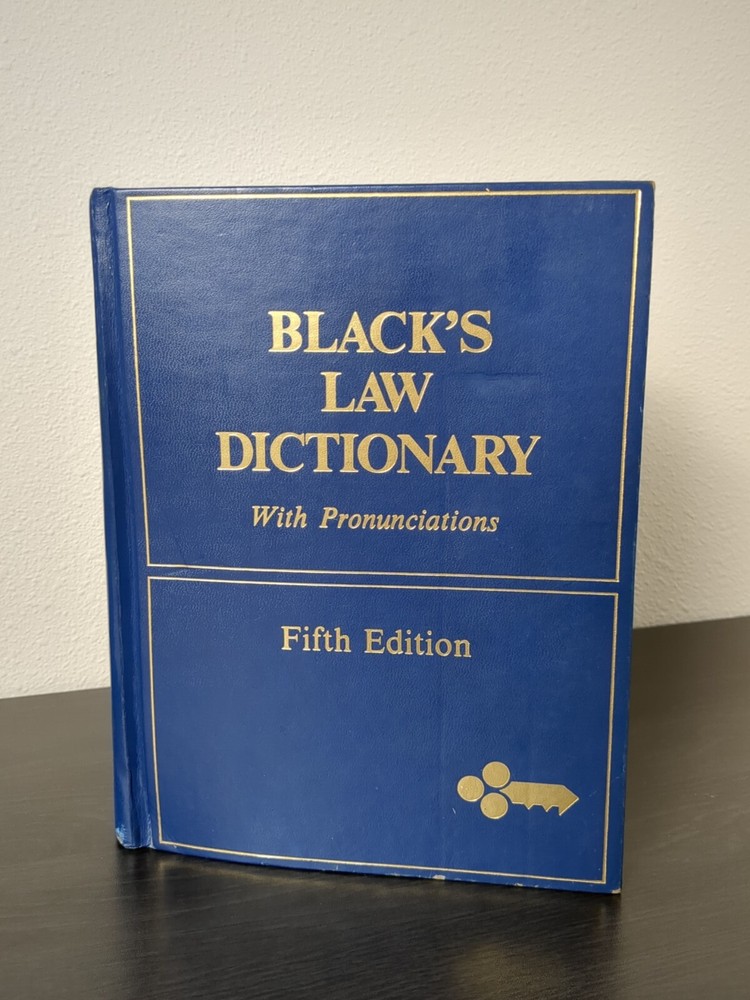 BLACK'S
LAW
DICTIONARY
With Pronunciations
Fifth Edition